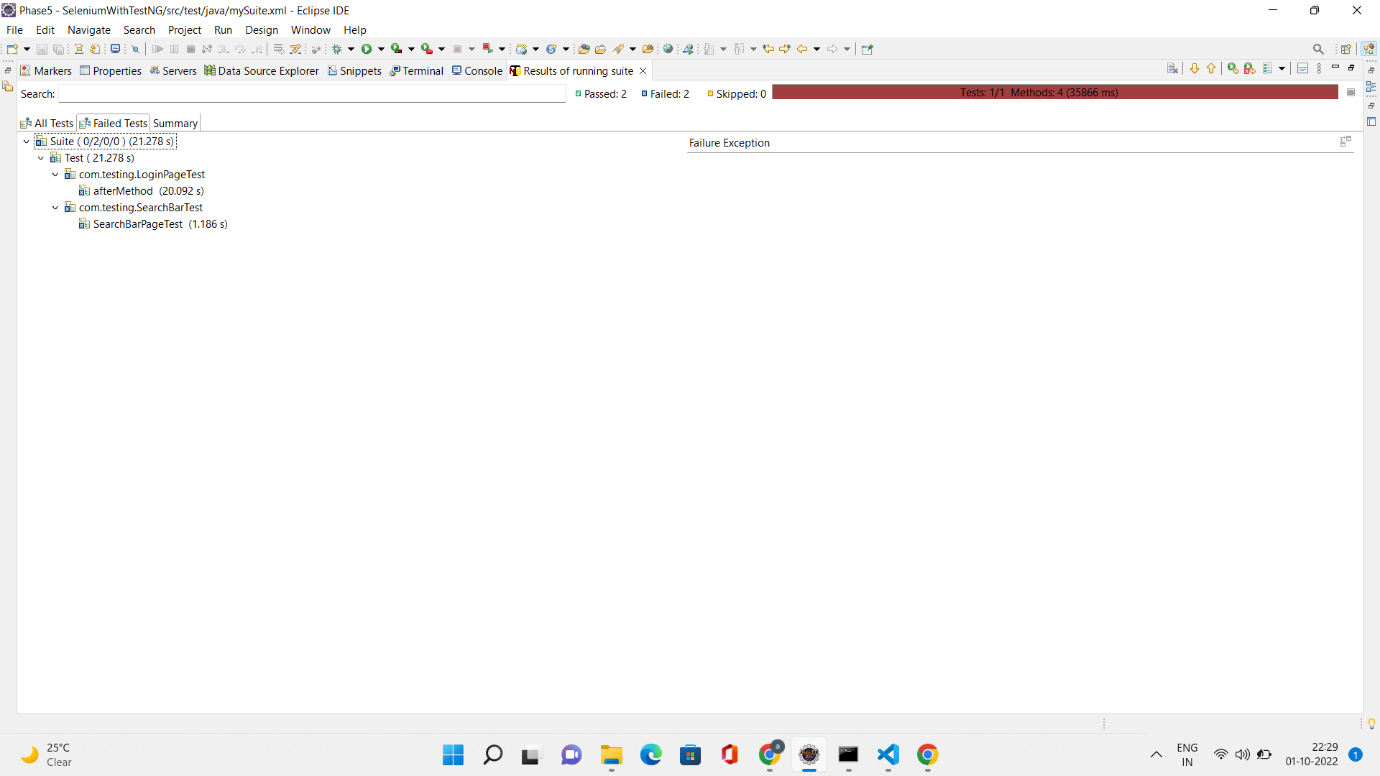 Phase5 - SeleniumWithTestNG/src/test/java/mySuite.xml - Eclipse IDE
File Edit Navigate Search Project Run Design Window Help
Markers Properties Servers Data Source Explorer Snippets Terminal Console Results of running suite
Search: Passed: 2 Failed: 2 Skipped: 0 Tests: 1/1 Methods: 4 (35866 ms)
All Tests Failed Tests Summary
Suite ( 0/2/0/0 ) (21.278 s) Failure Exception
Test ( 21.278 s)
com.testing.LoginPageTest
afterMethod (20.092 s)
com.testing.SearchBarTest
SearchBarPageTest (1.186 s)
25°C ENG 22:29
Clear IN 01-10-2022 1